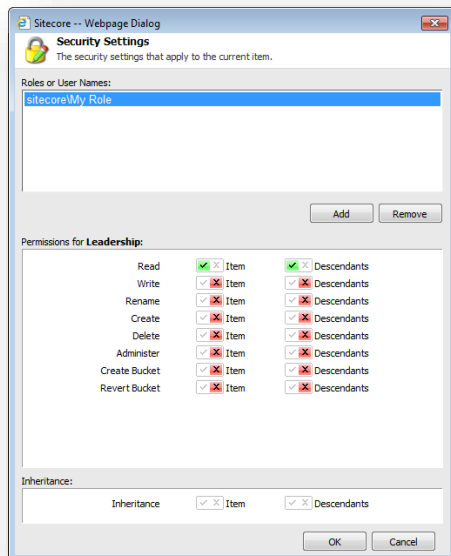 Sitecore -- Webpage Dialog
Security Settings
The security settings that apply to the current item.
Roles or User Names:
sitecore\My Role
Add Remove
Permissions for Leadership:
Read Item Descendants
Write Item Descendants
Rename Item Descendants
Create Item Descendants
Delete Item Descendants
Administer Item Descendants
Create Bucket Item Descendants
Revert Bucket Item Descendants
Inheritance:
Inheritance Item Descendants
OK Cancel